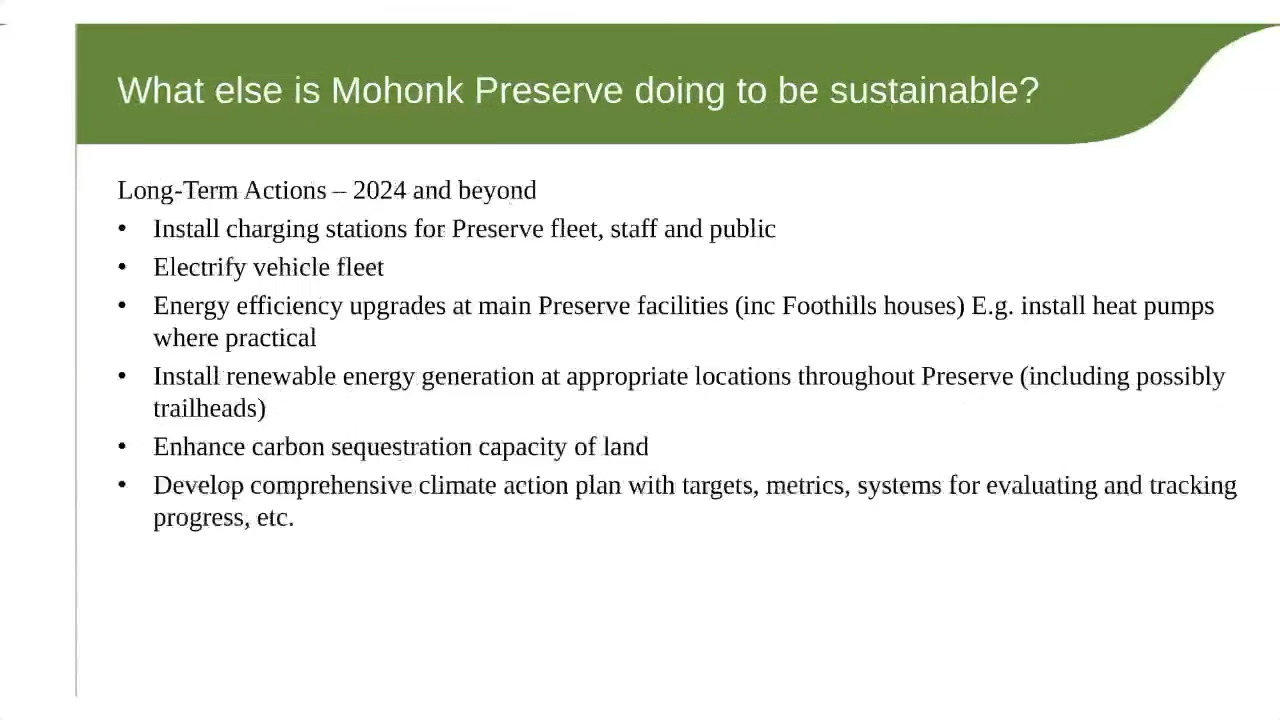 What else is Mohonk Preserve doing to be sustainable?
Long-Term Actions – 2024 and beyond
• Install charging stations for Preserve fleet, staff and public
• Electrify vehicle fleet
• Energy efficiency upgrades at main Preserve facilities (inc Foothills houses) E.g. install heat pumps
where practical
• Install renewable energy generation at appropriate locations throughout Preserve (including possibly
trailheads)
• Enhance carbon sequestration capacity of land
• Develop comprehensive climate action plan with targets, metrics, systems for evaluating and tracking
progress, etc.